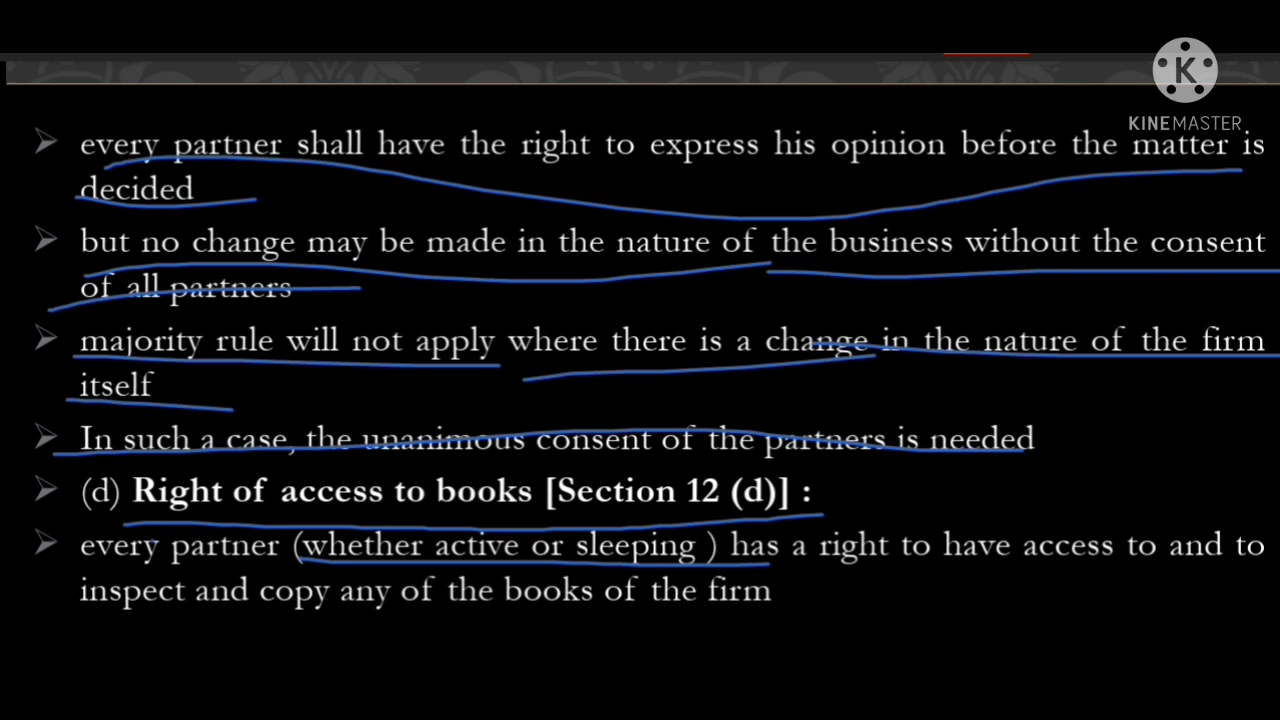 KINEMASTER
every partner shall have the right to express his opinion before the matter is
decided
but no change may be made in the nature of the business without the consent
of all partners
majority rule will not apply where there is a change in the nature of the firm
itself
In such a case, the unanimous consent of the partners is needed
(d) Right of access to books [Section 12 (d)] :
every partner (whether active or sleeping ) has a right to have access to and to
inspect and copy any of the books of the firm